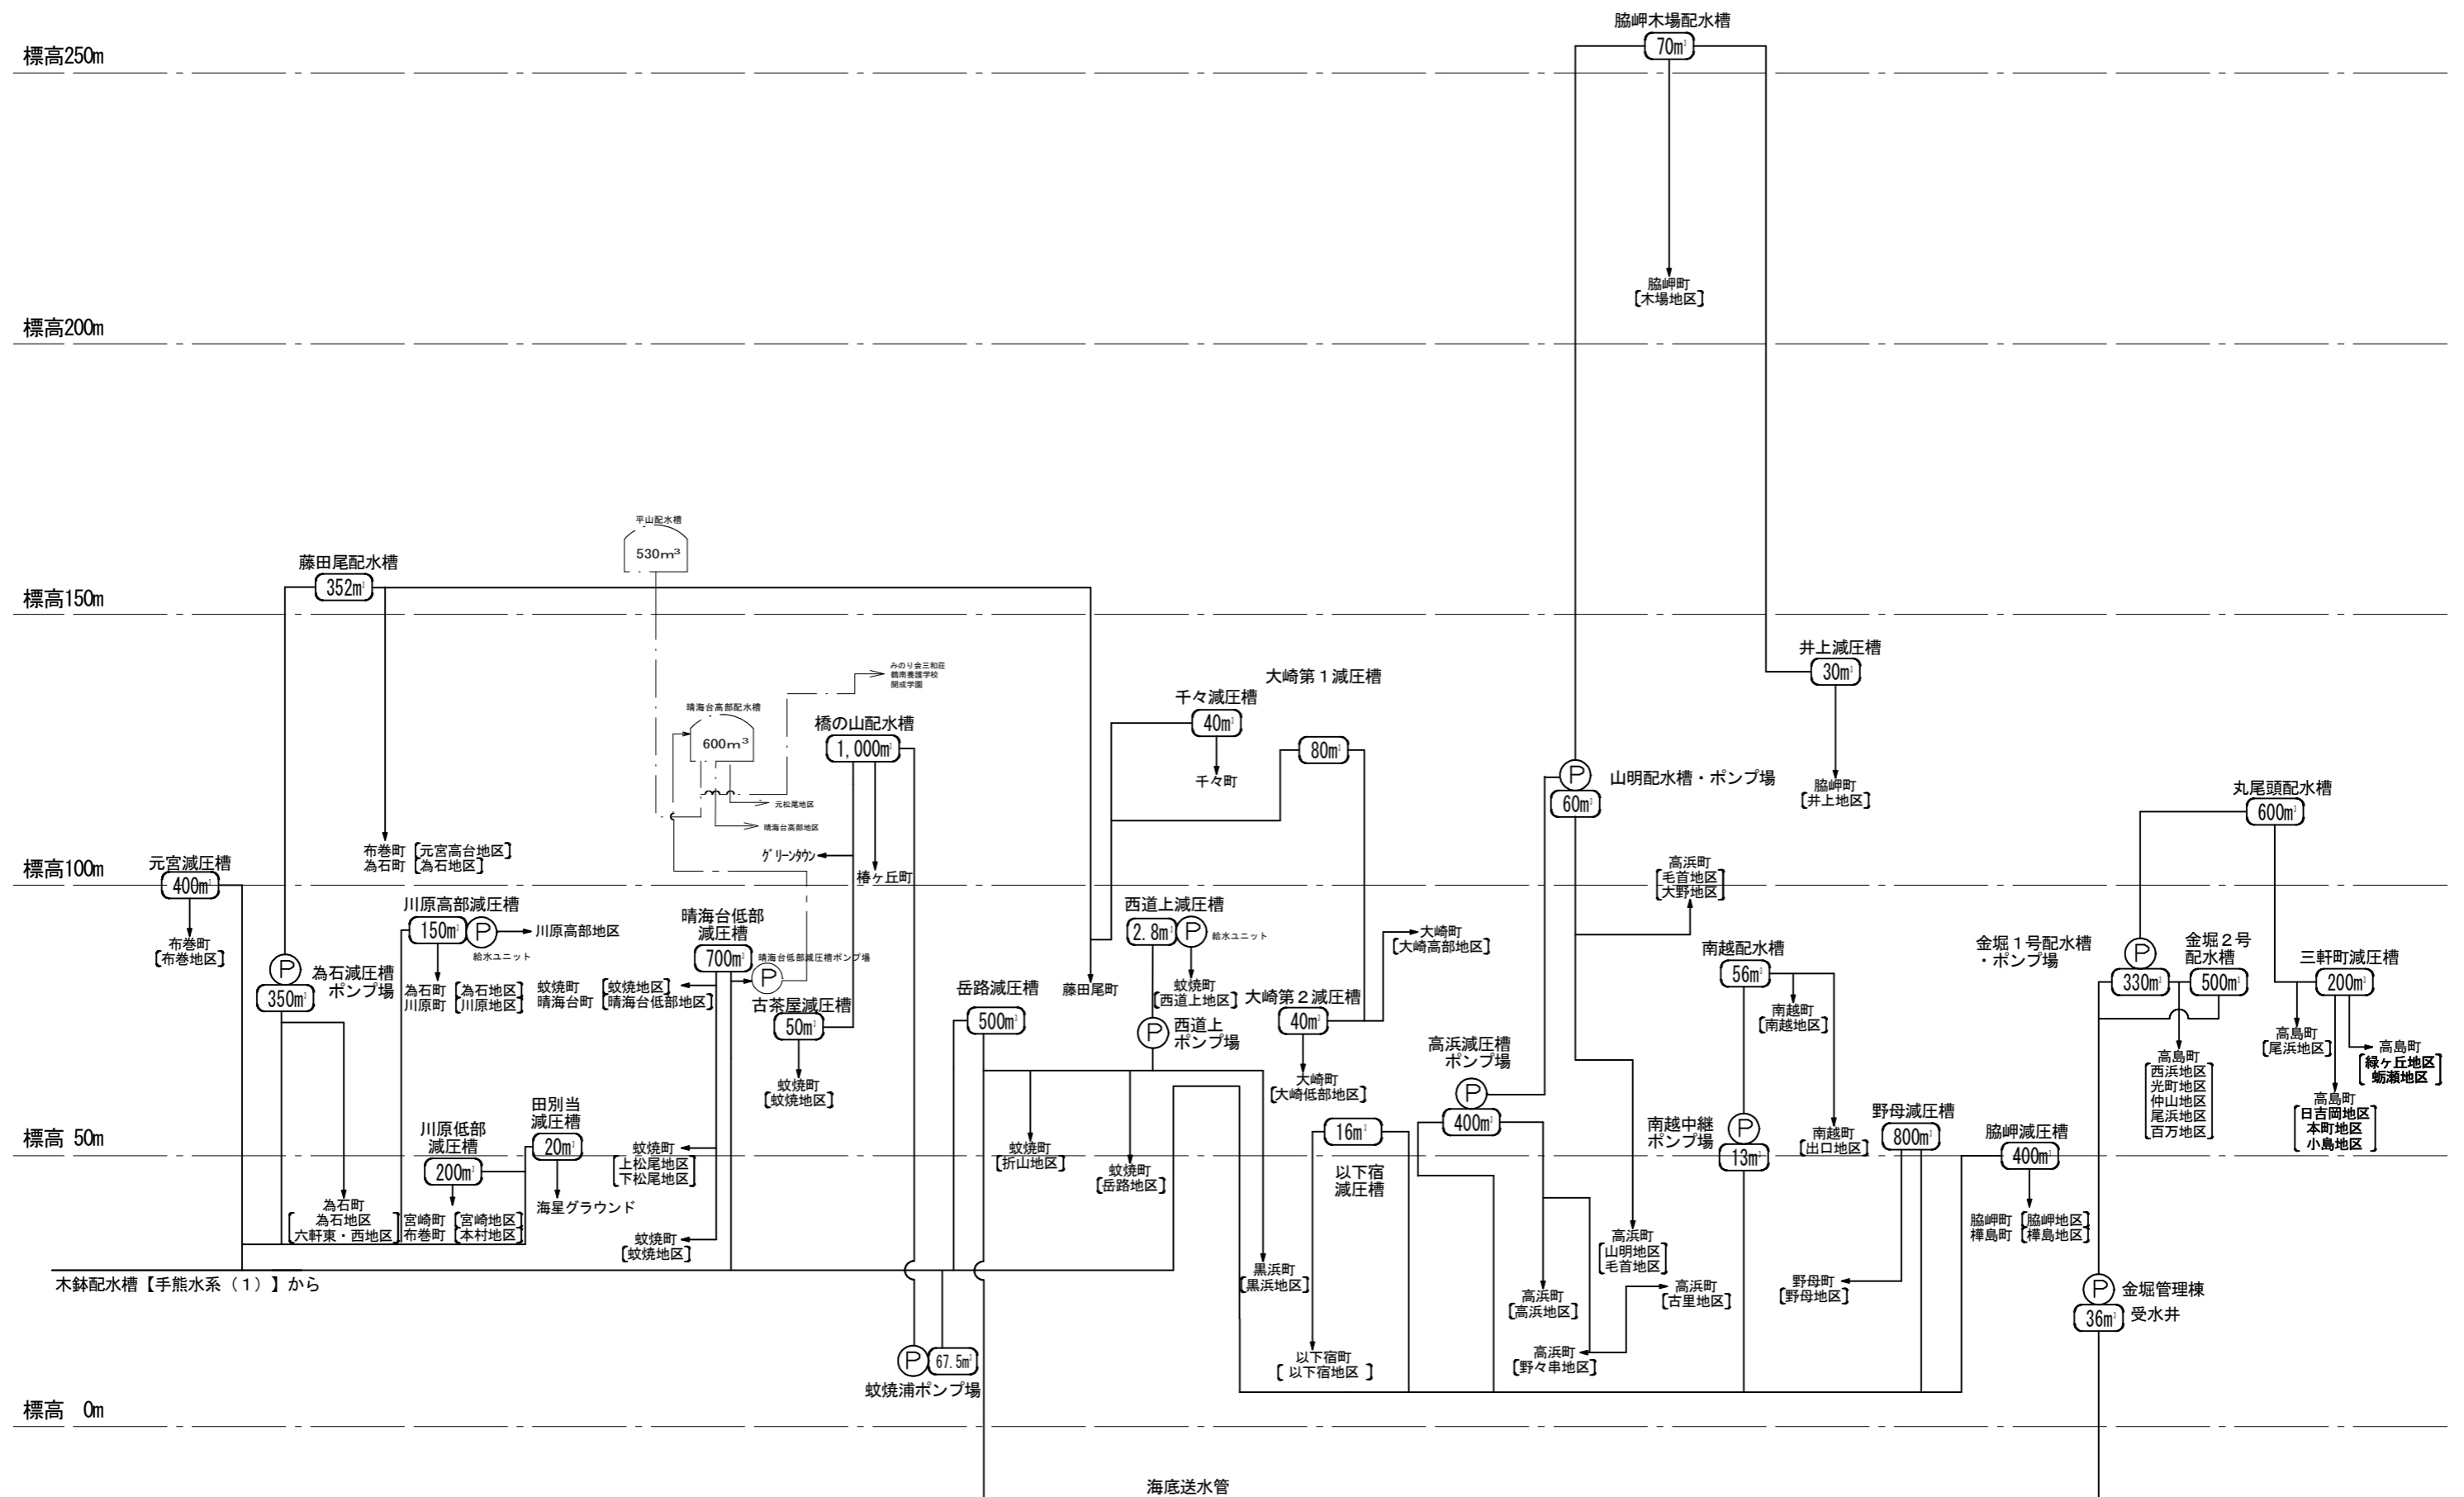 脇岬木場配水槽
70m³
標高250m
脇岬町
[木場地区]
標高200m
平山配水槽
530m³
藤田尾配水槽
352m³
標高150m
みのり会三和荘
鶴南養護学校
開成学園
井上減圧槽
30m³
大崎第1減圧槽
80m³
千々減圧槽
40m³
千々町
晴海台高部配水槽
600m³
橋の山配水槽
1,000m³
元松尾地区
晴海台高部地区
山明配水槽・ポンプ場
P
60m³
脇岬町
[井上地区]
丸尾頭配水槽
600m³
布巻町 [元宮高台地区]
為石町 [為石地区]
グリーンタウン
椿ヶ丘町
高浜町
[毛首地区
大野地区]
標高100m
元宮減圧槽
400m³
布巻町
[布巻地区]
川原高部減圧槽
150m³
P
川原高部地区
給水ユニット
為石町 [為石地区]
川原町 [川原地区]
晴海台低部
減圧槽
700m³
P
晴海台低部減圧槽ポンプ場
蚊焼町 [蚊焼地区]
晴海台町 [晴海台低部地区]
西道上減圧槽
2.8m³
P
給水ユニット
蚊焼町
[西道上地区]
大崎町
[大崎高部地区]
P
為石減圧槽
ポンプ場
350m³
古茶屋減圧槽
50m³
蚊焼町
[蚊焼地区]
岳路減圧槽
500m³
藤田尾町
P
西道上
ポンプ場
大崎第2減圧槽
40m³
大崎町
[大崎低部地区]
高浜減圧槽
ポンプ場
P
400m³
南越配水槽
56m³
南越町
[南越地区]
金堀1号配水槽
・ポンプ場
P
330m³
金堀2号
配水槽
500m³
三軒町減圧槽
200m³
高島町
[尾浜地区]
高島町
[緑ヶ丘地区
蛎瀬地区]
高島町
[西浜地区
光町地区
仲山地区
尾浜地区
百万地区]
高島町
[日吉岡地区
本町地区
小島地区]
標高 50m
川原低部
減圧槽
200m³
田別当
減圧槽
20m³
海星グラウンド
蚊焼町
[上松尾地区
下松尾地区]
蚊焼町
[折山地区]
蚊焼町
[岳路地区]
16m³
以下宿
減圧槽
南越中継
ポンプ場
P
13m³
南越町
[出口地区]
野母減圧槽
800m³
脇岬減圧槽
400m³
為石町
[為石地区
六軒東・西地区]
宮崎町 [宮崎地区]
布巻町 [本村地区]
蚊焼町
[蚊焼地区]
脇岬町 [脇岬地区]
樺島町 [樺島地区]
高浜町
[山明地区
毛首地区]
黒浜町
[黒浜地区]
木鉢配水槽【手熊水系(1)】から
高浜町
[高浜地区]
高浜町
[古里地区]
野母町
[野母地区]
P
金堀管理棟
36m³
受水井
P
67.5m³
蚊焼浦ポンプ場
以下宿町
[以下宿地区]
高浜町
[野々串地区]
標高 0m
海底送水管